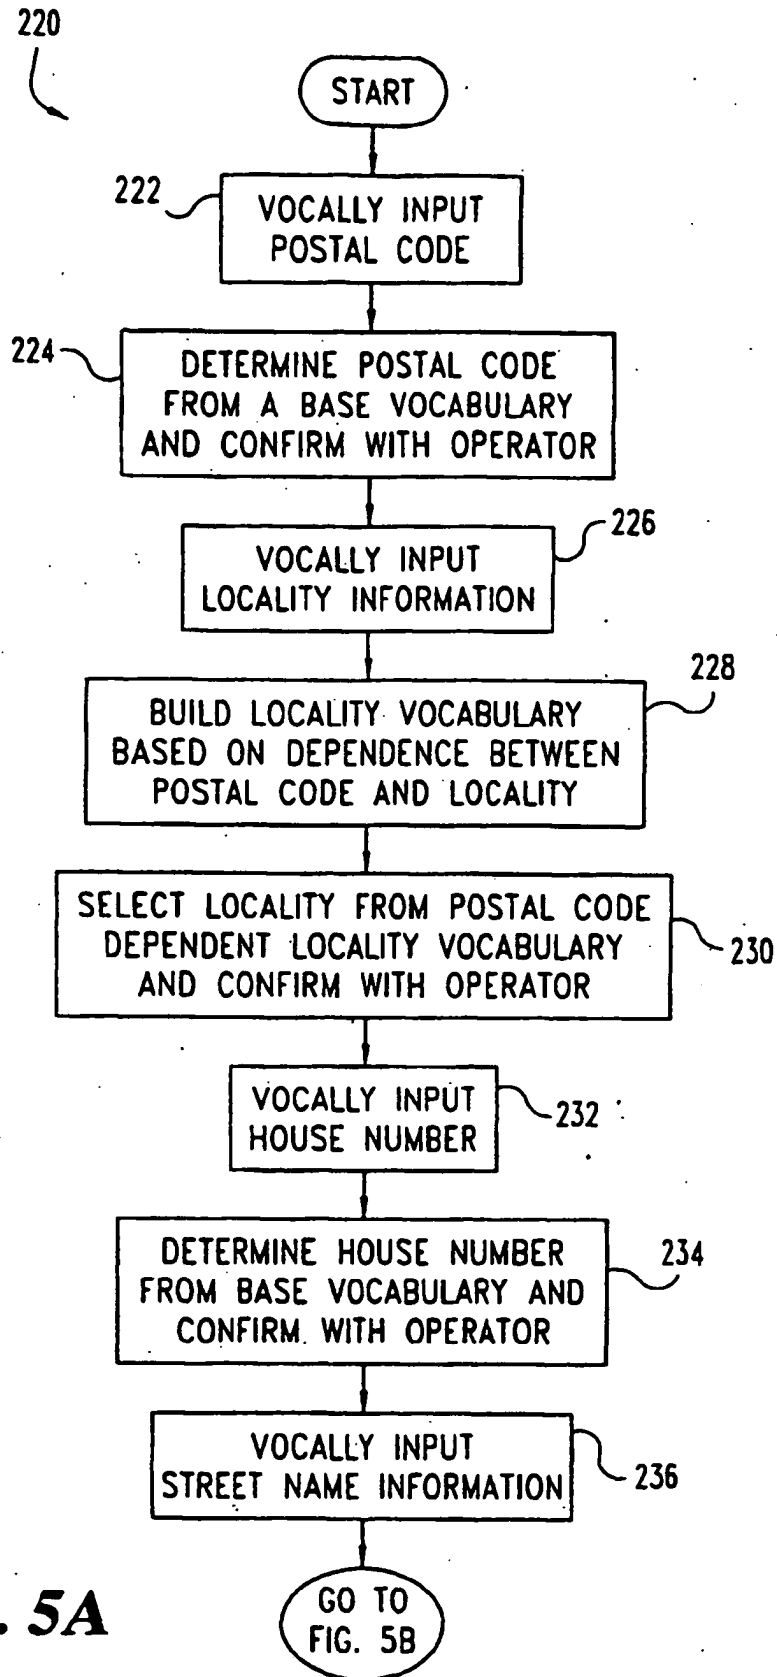 220
START
222
VOCALLY INPUT
POSTAL CODE
224
DETERMINE POSTAL CODE
FROM A BASE VOCABULARY
AND CONFIRM WITH OPERATOR
226
VOCALLY INPUT
LOCALITY INFORMATION
228
BUILD LOCALITY VOCABULARY
BASED ON DEPENDENCE BETWEEN
POSTAL CODE AND LOCALITY
SELECT LOCALITY FROM POSTAL CODE
DEPENDENT LOCALITY VOCABULARY
AND CONFIRM WITH OPERATOR
230
VOCALLY INPUT
HOUSE NUMBER
232
DETERMINE HOUSE NUMBER
FROM BASE VOCABULARY AND
CONFIRM WITH OPERATOR
234
VOCALLY INPUT
STREET NAME INFORMATION
236
GO TO
FIG. 5B
. 5A